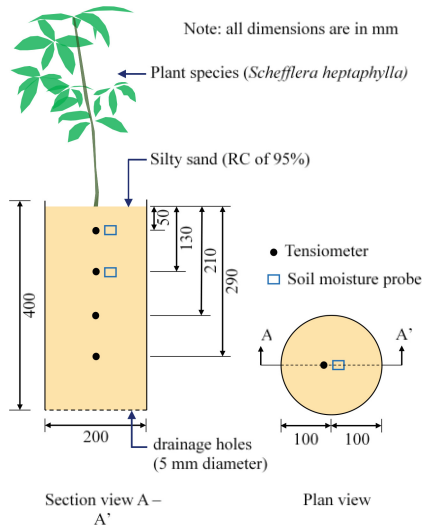 Note: all dimensions are in mm
Plant species (Schefflera heptaphylla)
Silty sand (RC of 95%)
50
130
210
290
400
Tensiometer
Soil moisture probe
A
A’
200
100
100
drainage holes
(5 mm diameter)
Section view A –
A’
Plan view